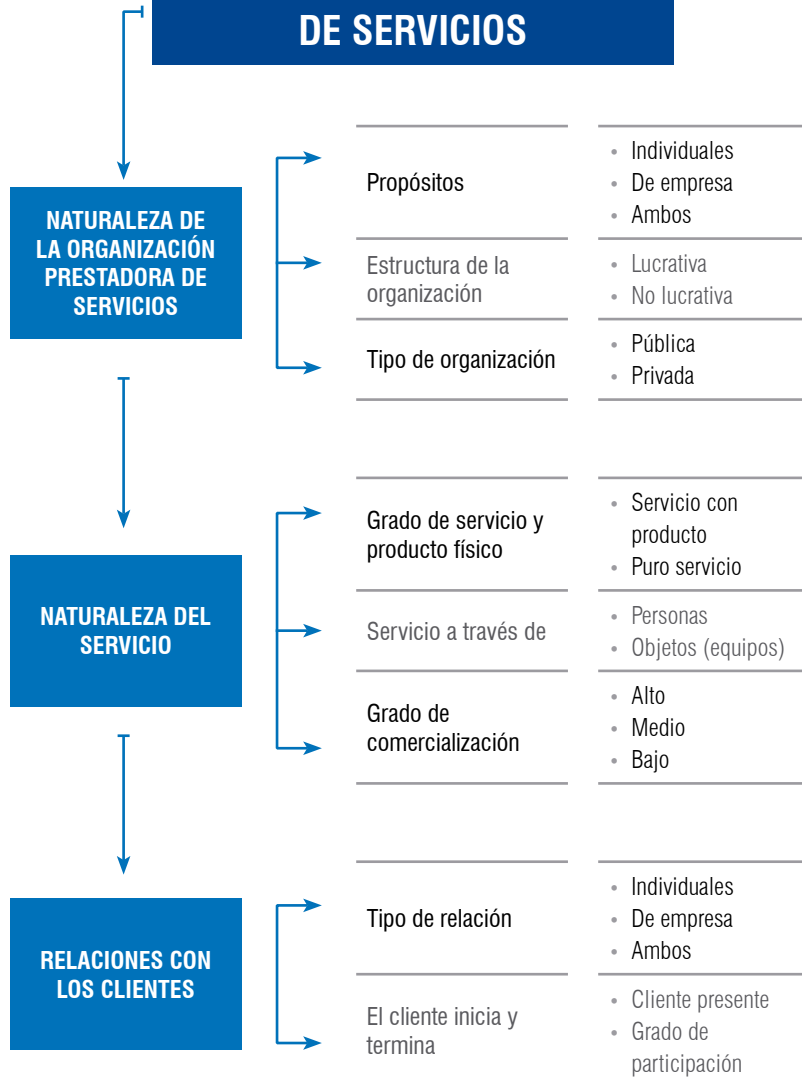 DE SERVICIOS
NATURALEZA DE
LA ORGANIZACIÓN
PRESTADORA DE
SERVICIOS
Propósitos
• Individuales
• De empresa
• Ambos
Estructura de la
organización
• Lucrativa
• No lucrativa
Tipo de organización
• Pública
• Privada
NATURALEZA DEL
SERVICIO
Grado de servicio y
producto físico
• Servicio con
producto
• Puro servicio
Servicio a través de
• Personas
• Objetos (equipos)
Grado de
comercialización
• Alto
• Medio
• Bajo
RELACIONES CON
LOS CLIENTES
Tipo de relación
• Individuales
• De empresa
• Ambos
El cliente inicia y
termina
• Cliente presente
• Grado de
participación